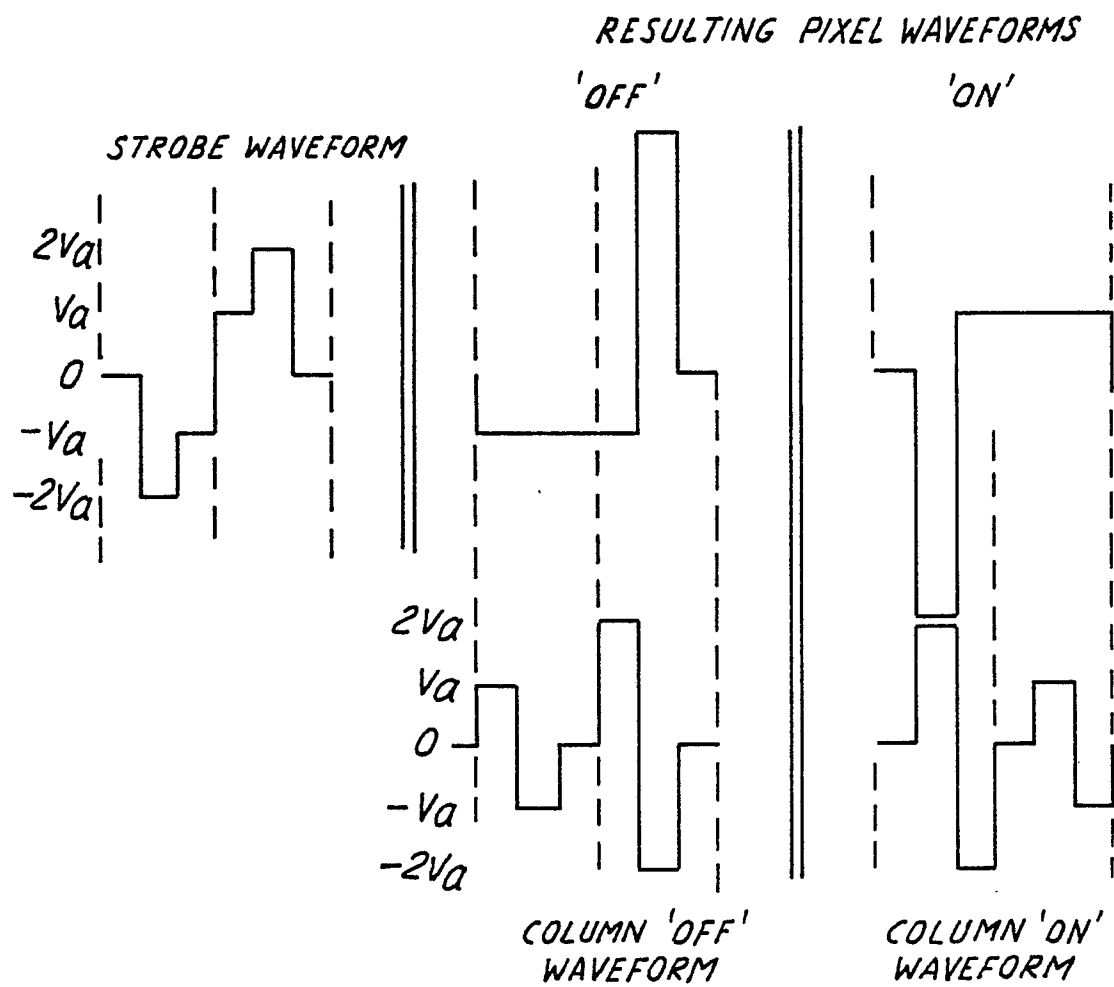 RESULTING PIXEL WAVEFORMS
'OFF'
'ON'
STROBE WAVEFORM
2Va
Va
0
-Va
-2Va
2Va
Va
0
-Va
-2Va
COLUMN 'OFF'
WAVEFORM
COLUMN 'ON'
WAVEFORM